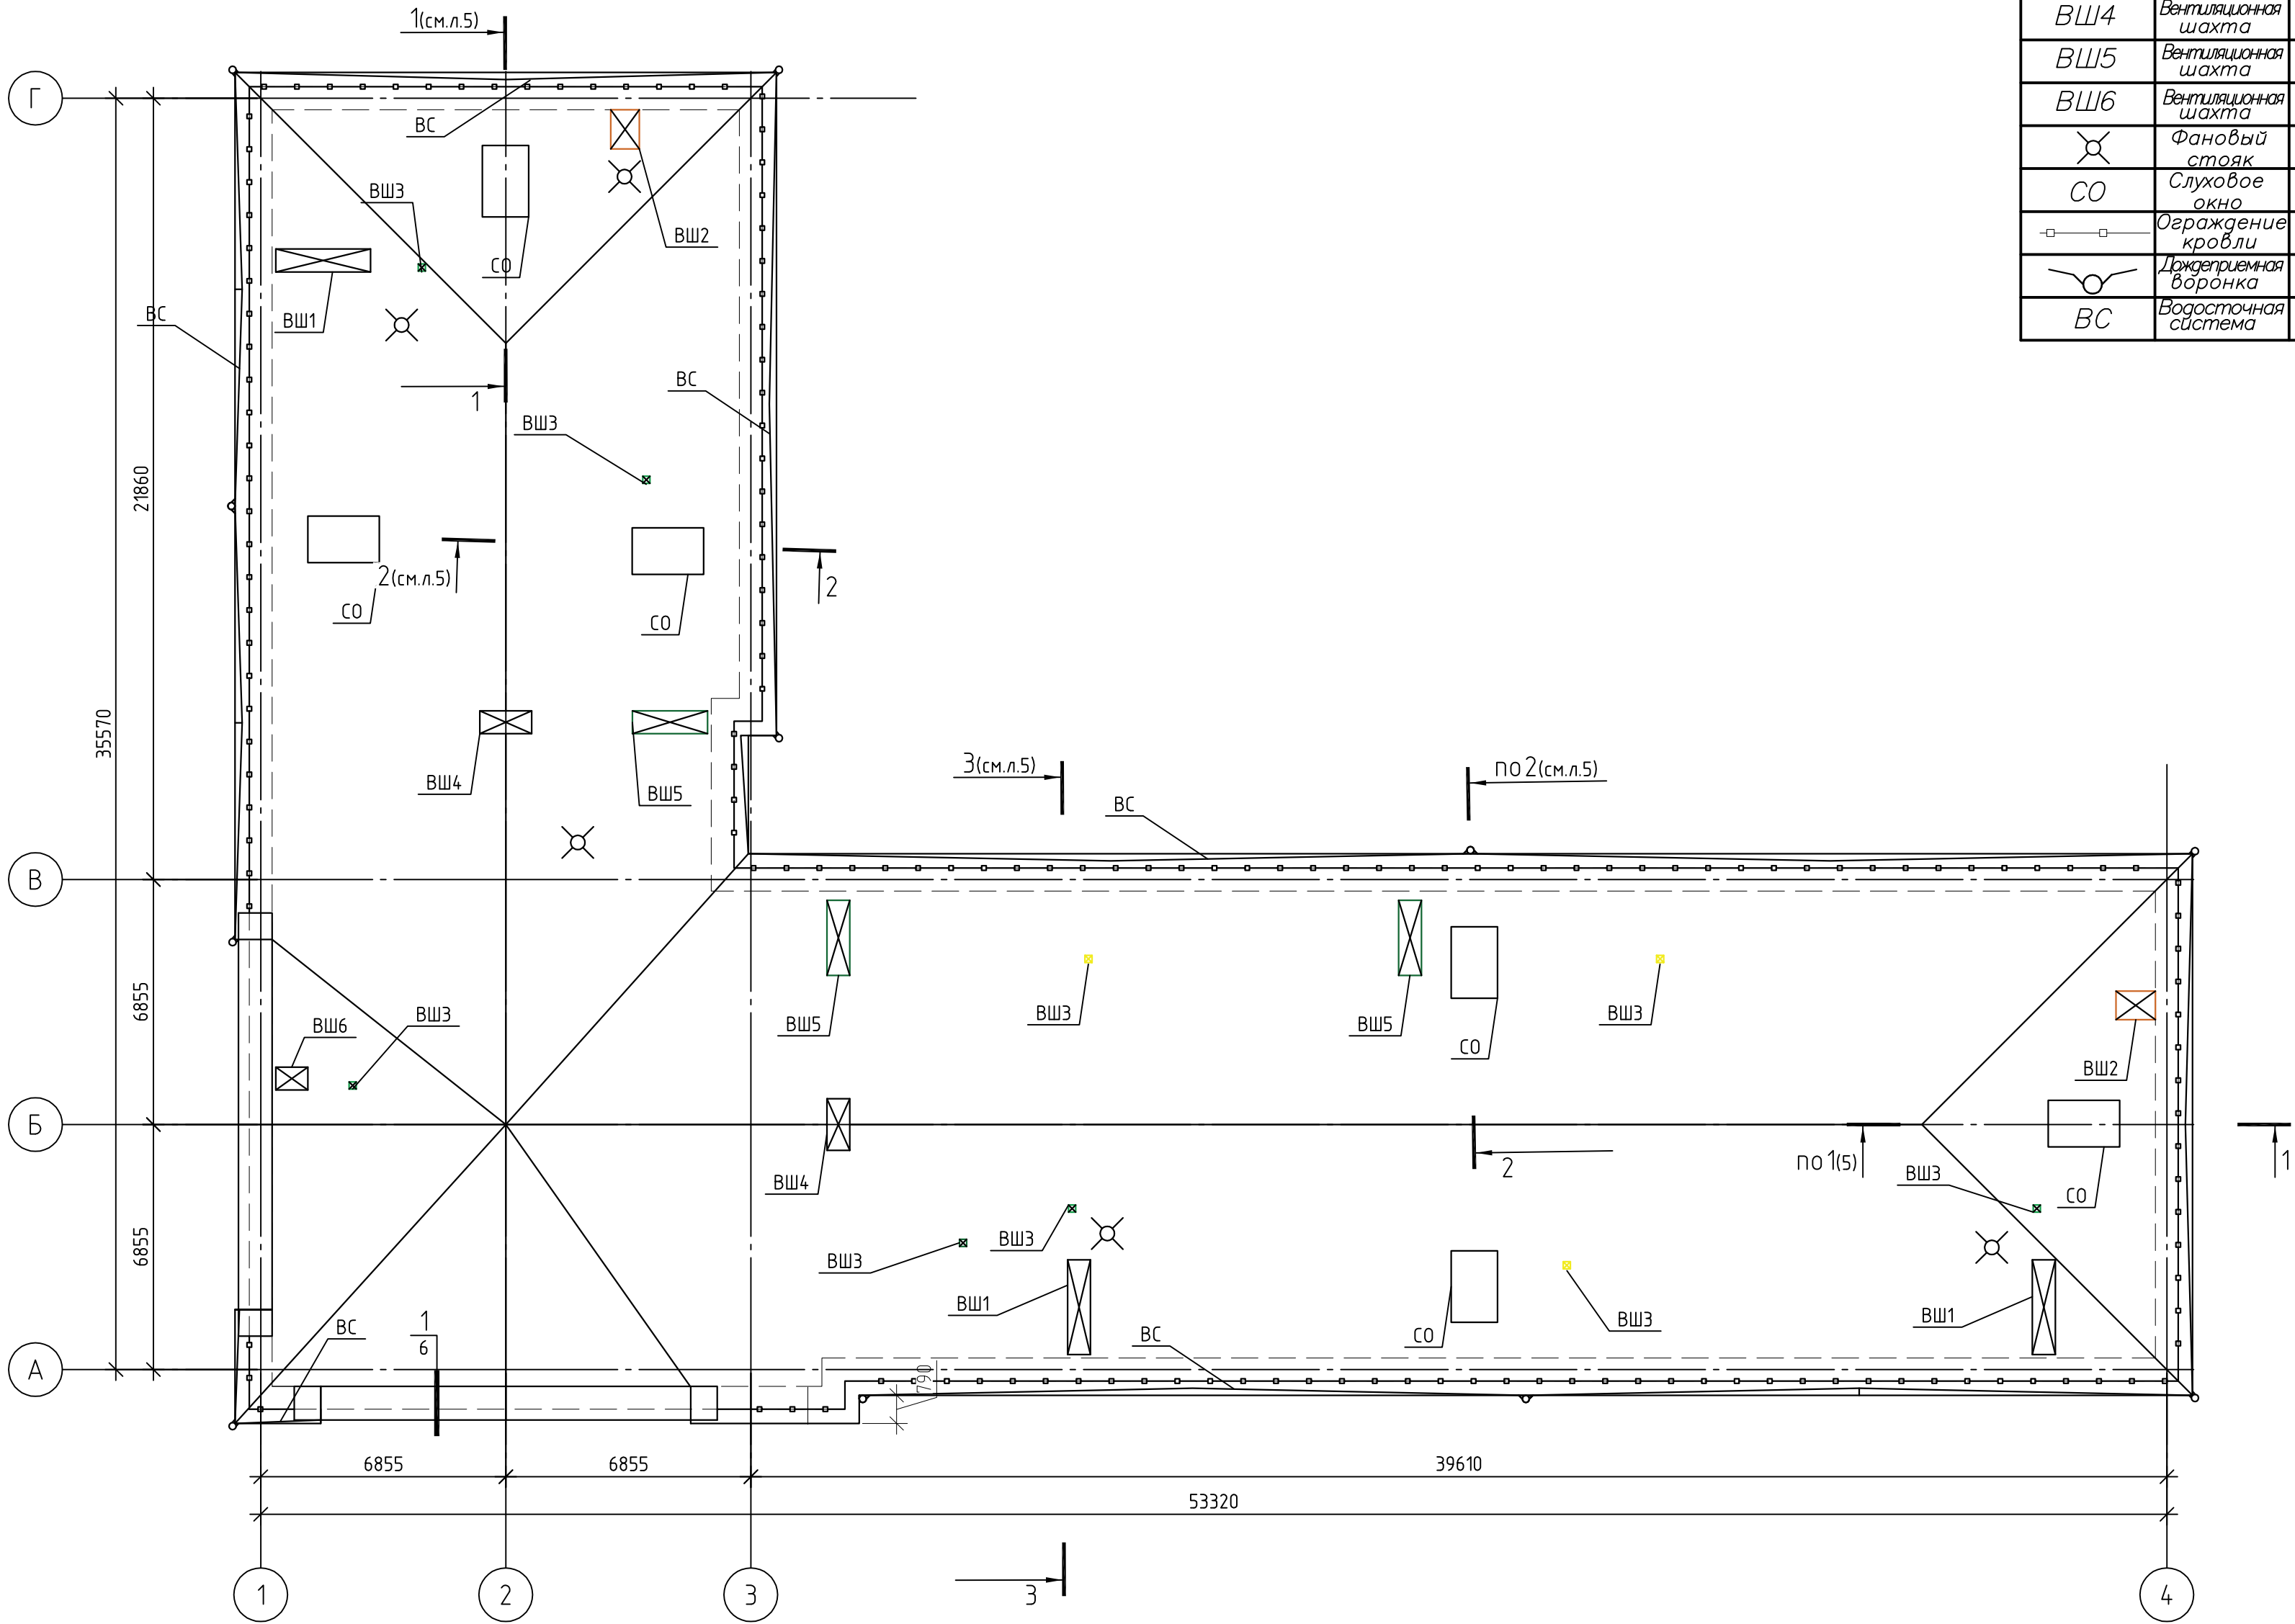 1(см.л.5)
ВШ4
Вентиляционная
шахта
ВШ5
Вентиляционная
шахта
ВШ6
Вентиляционная
шахта
Фановый
стояк
СО
Слуховое
окно
Ограждение
кровли
Дождеприемная
воронка
ВС
Водосточная
система
Г
ВС
ВШ3
ВШ2
СО
ВШ1
ВС
1
ВС
ВШ3
21860
2(см.л.5)
2
СО
СО
35570
ВШ4
ВШ5
3(см.л.5)
по 2(см.л.5)
ВС
В
6855
ВШ6
ВШ3
ВШ5
ВШ3
ВШ5
СО
ВШ3
ВШ2
Б
ВШ4
2
по 1(5)
ВШ3
СО
1
6855
ВШ3
ВШ3
ВШ1
СО
ВШ3
ВШ1
1
6
ВС
ВС
А
790
6855
6855
39610
53320
1
2
3
3
4